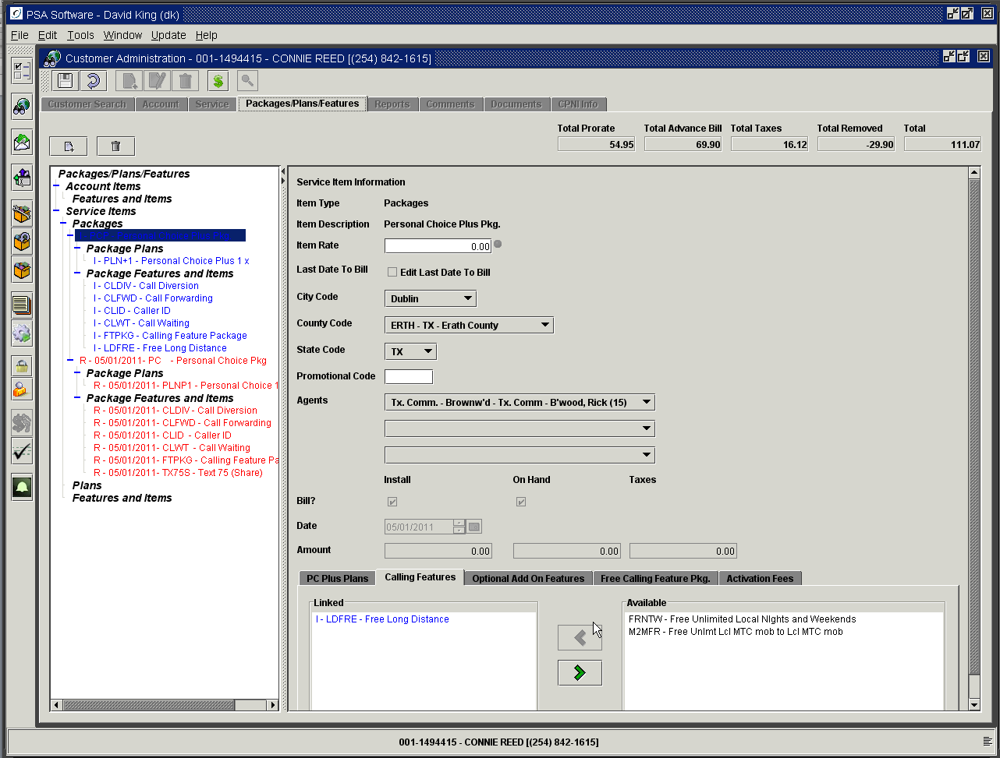 PSA Software - David King (dk)
File Edit Tools Window Update Help
Customer Administration - 001-1494415 - CONNIE REED [(254) 842-1615]
Customer Search Account Service Packages/Plans/Features Reports Comments Documents CPNI Info
Total Prorate Total Advance Bill Total Taxes Total Removed Total
54.95 69.90 16.12 -29.90 111.07
Packages/Plans/Features
Account Items
Features and Items
Service Items
Packages
I - PCP - Personal Choice Plus Pkg.
Package Plans
I - PLN+1 - Personal Choice Plus 1 x
Package Features and Items
I - CLDIV - Call Diversion
I - CLFWD - Call Forwarding
I - CLID - Caller ID
I - CLWT - Call Waiting
I - FTPKG - Calling Feature Package
I - LDFRE - Free Long Distance
R - 05/01/2011- PC - Personal Choice Pkg
Package Plans
R - 05/01/2011- PLNP1 - Personal Choice 1
Package Features and Items
R - 05/01/2011- CLDIV - Call Diversion
R - 05/01/2011- CLFWD - Call Forwarding
R - 05/01/2011- CLID - Caller ID
R - 05/01/2011- CLWT - Call Waiting
R - 05/01/2011- FTPKG - Calling Feature Pa
R - 05/01/2011- TX75S - Text 75 (Share)
Plans
Features and Items
Service Item Information
Item Type Packages
Item Description Personal Choice Plus Pkg.
Item Rate 0.00
Last Date To Bill Edit Last Date To Bill
City Code Dublin
County Code ERTH - TX - Erath County
State Code TX
Promotional Code
Agents Tx. Comm. - Brownw'd - Tx. Comm - B'wood, Rick (15)
Install On Hand Taxes
Bill?
Date 05/01/2011
Amount 0.00 0.00 0.00
PC Plus Plans Calling Features Optional Add On Features Free Calling Feature Pkg. Activation Fees
Linked
I - LDFRE - Free Long Distance
Available
FRNTW - Free Unlimited Local NIghts and Weekends
M2MFR - Free Unlmt Lcl MTC mob to Lcl MTC mob
001-1494415 - CONNIE REED [(254) 842-1615]